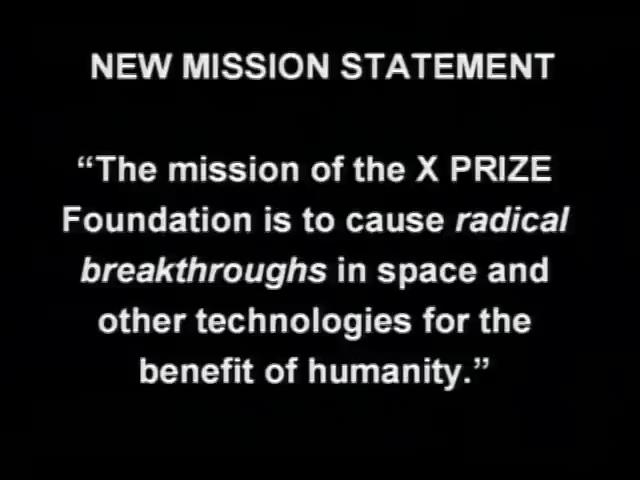 NEW MISSION STATEMENT
“The mission of the X PRIZE
Foundation is to cause radical
breakthroughs in space and
other technologies for the
benefit of humanity.”